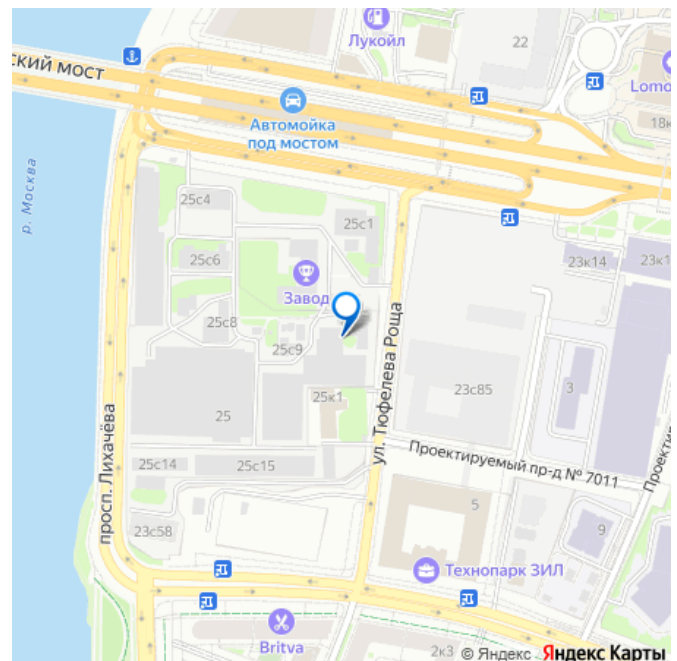 Лукойл
22
СКИЙ МОСТ
Lomo
18к
Автомойка
под мостом
р. Москва
25с4
25с1
25с6
Завод
23к14
23к1
25с8
25с9
ул. Тюфелева Роща
просп. Лихачёва
25к1
23с85
3
25
Проектируемый пр-д № 7011
Проектир
25с14
25с15
5
23с58
9
Технопарк ЗИЛ
Britva
2к3
© Яндекс Яндекс Карты